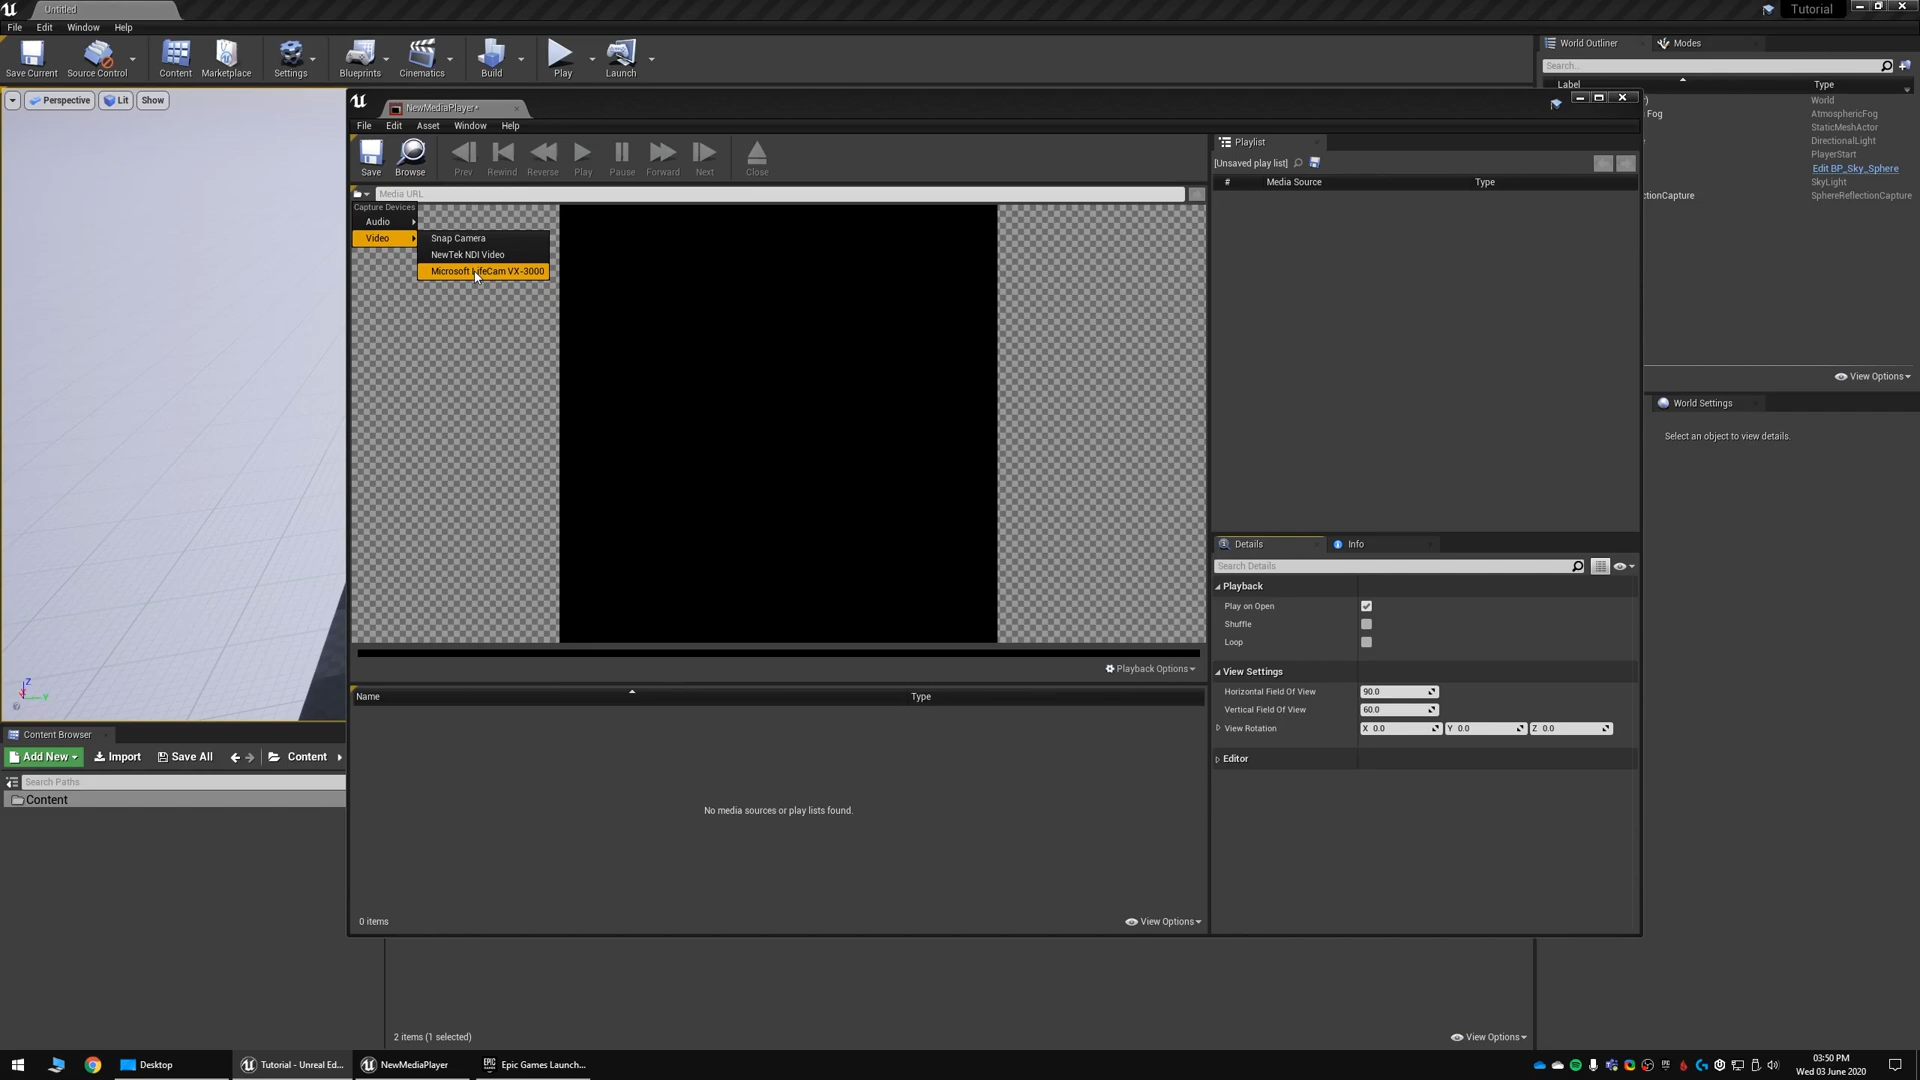 Untitled
Tutorial
File Edit Window Help
Save Current Source Control Content Marketplace Settings Blueprints Cinematics Build Play Launch
World Outliner Modes
Search...
Label Type
World
Fog AtmosphericFog
StaticMeshActor
DirectionalLight
PlayerStart
Edit BP_Sky_Sphere
SkyLight
ctionCapture SphereReflectionCapture
View Options
World Settings
Select an object to view details.
Perspective Lit Show
NewMediaPlayer*
File Edit Asset Window Help
Save Browse Prev Rewind Reverse Play Pause Forward Next Close
Media URL
Capture Devices
Audio
Video
Snap Camera
NewTek NDI Video
Microsoft LifeCam VX-3000
Playback Options
Name Type
No media sources or play lists found.
0 items
View Options
Playlist
[Unsaved play list]
# Media Source Type
Details Info
Search Details
Playback
Play on Open
Shuffle
Loop
View Settings
Horizontal Field Of View 90.0
Vertical Field Of View 60.0
View Rotation X 0.0 Y 0.0 Z 0.0
Editor
Z
Y
Content Browser
Add New Import Save All Content
Search Paths
Content
2 items (1 selected)
View Options
Desktop
Tutorial - Unreal Ed...
NewMediaPlayer
EPIC
Epic Games Launch...
03:50 PM
Wed 03 June 2020